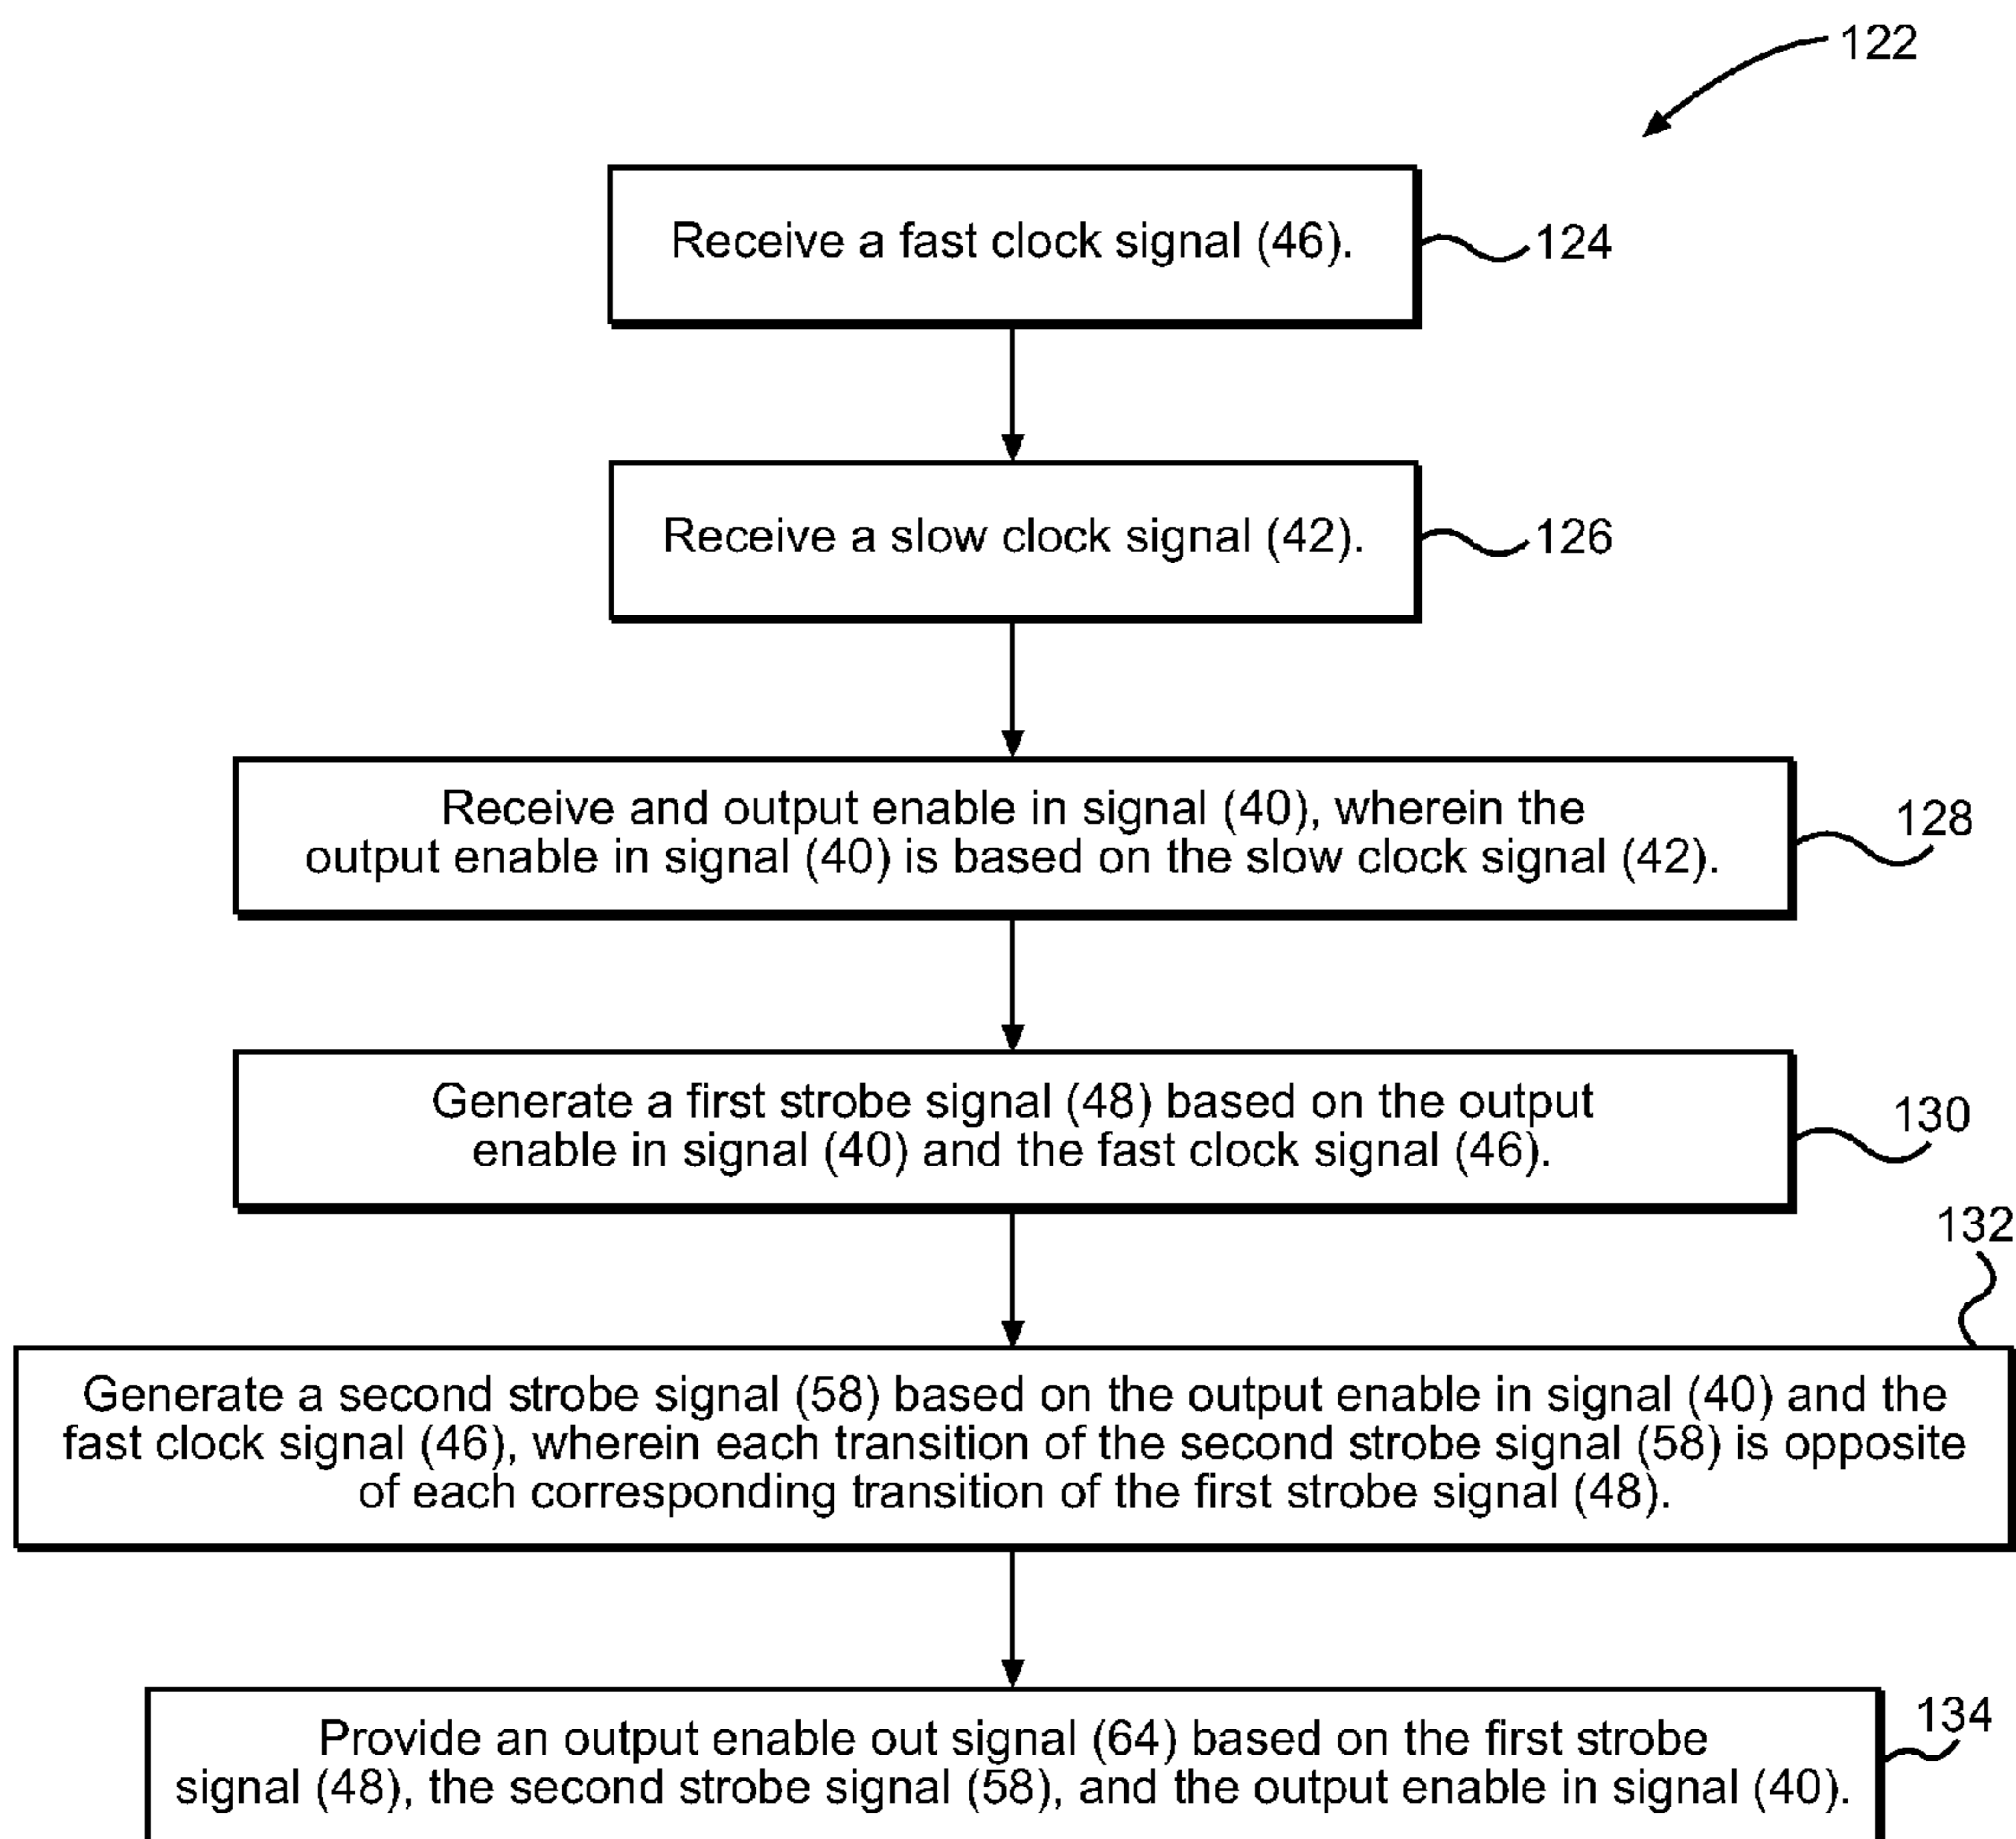 122
Receive a fast clock signal (46).
124
Receive a slow clock signal (42).
126
Receive and output enable in signal (40), wherein the
output enable in signal (40) is based on the slow clock signal (42).
128
Generate a first strobe signal (48) based on the output
enable in signal (40) and the fast clock signal (46).
130
132
Generate a second strobe signal (58) based on the output enable in signal (40) and the
fast clock signal (46), wherein each transition of the second strobe signal (58) is opposite
of each corresponding transition of the first strobe signal (48).
Provide an output enable out signal (64) based on the first strobe
signal (48), the second strobe signal (58), and the output enable in signal (40).
134